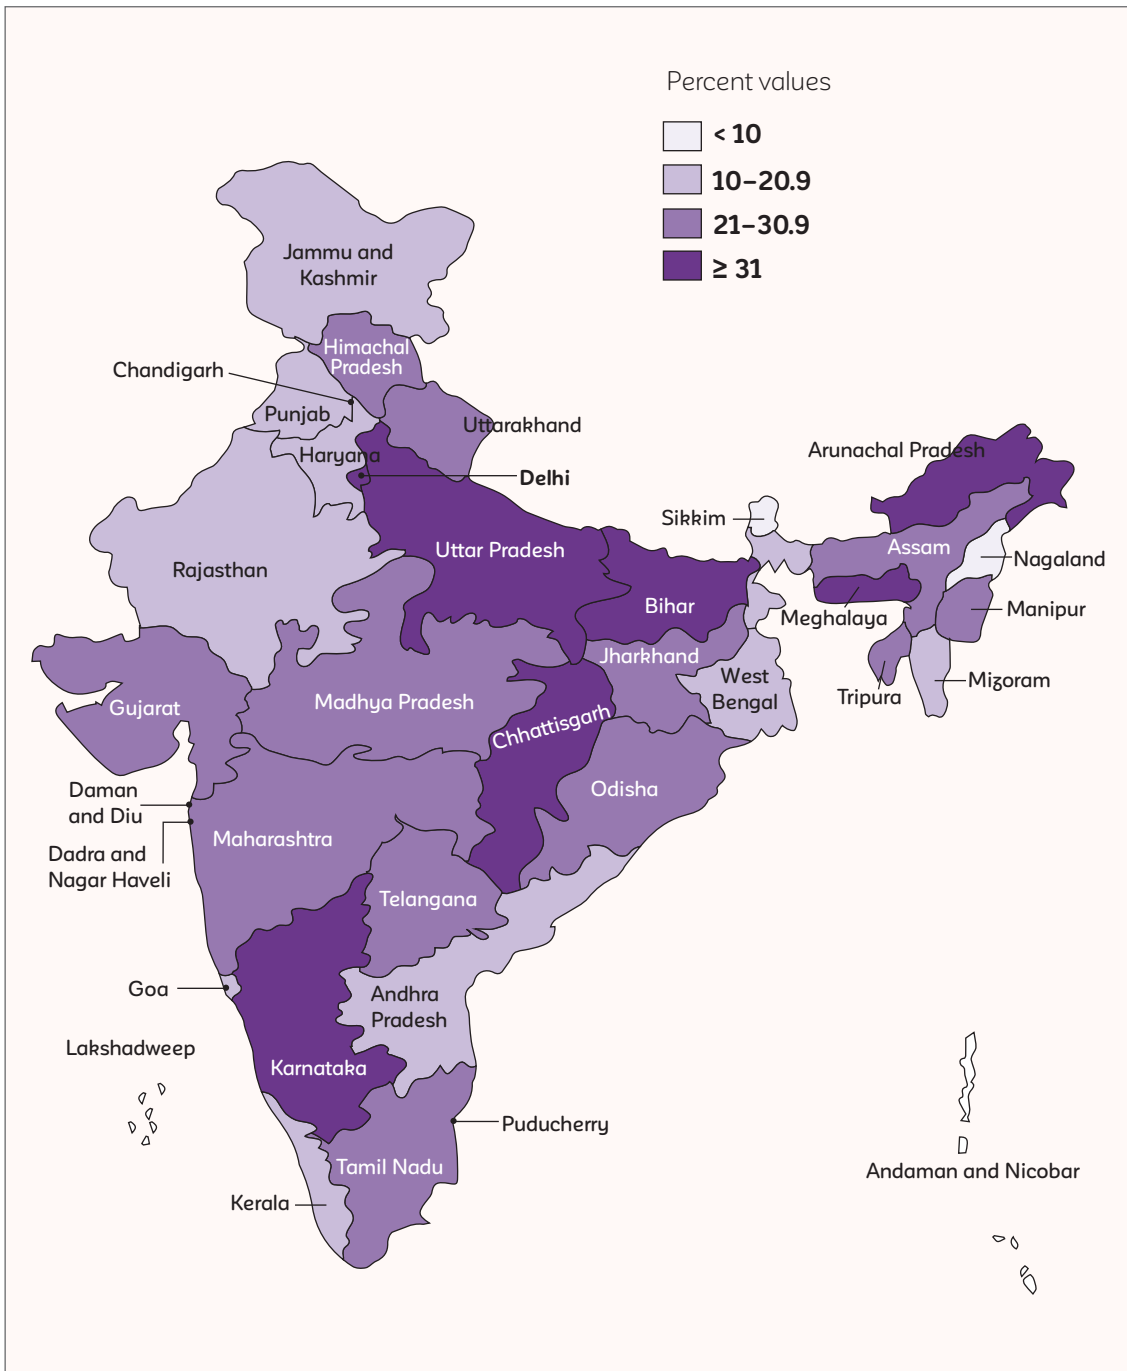 Percent values
< 10
10–20.9
21–30.9
≥ 31
Jammu and
Kashmir
Himachal
Pradesh
Chandigarh
Punjab
Uttarakhand
Haryana
Arunachal Pradesh
Delhi
Sikkim
Uttar Pradesh
Assam
Nagaland
Rajasthan
Bihar
Meghalaya
Manipur
Jharkhand
West
Bengal
Mizoram
Tripura
Gujarat
Madhya Pradesh
Chhattisgarh
Daman
and Diu
Odisha
Maharashtra
Dadra and
Nagar Haveli
Telangana
Goa
Andhra
Pradesh
Lakshadweep
Karnataka
Puducherry
Tamil Nadu
Andaman and Nicobar
Kerala